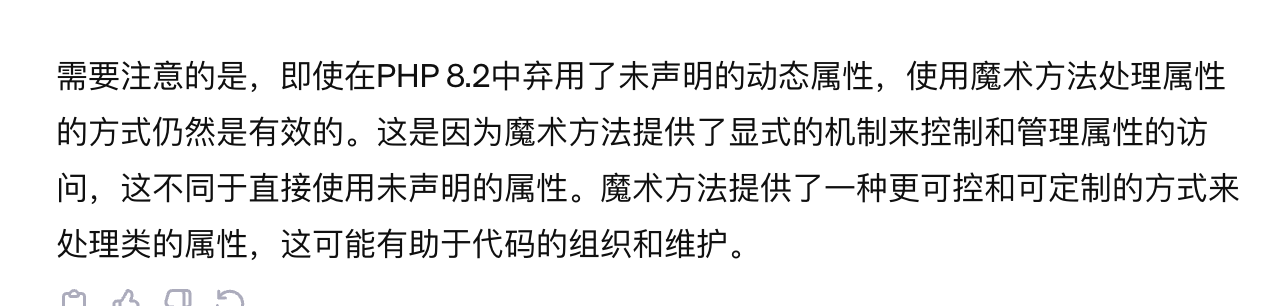 需要注意的是，即使在PHP 8.2中弃用了未声明的动态属性，使用魔术方法处理属性
的方式仍然是有效的。这是因为魔术方法提供了显式的机制来控制和管理属性的访
问，这不同于直接使用未声明的属性。魔术方法提供了一种更可控和可定制的方式来
处理类的属性，这可能有助于代码的组织和维护。